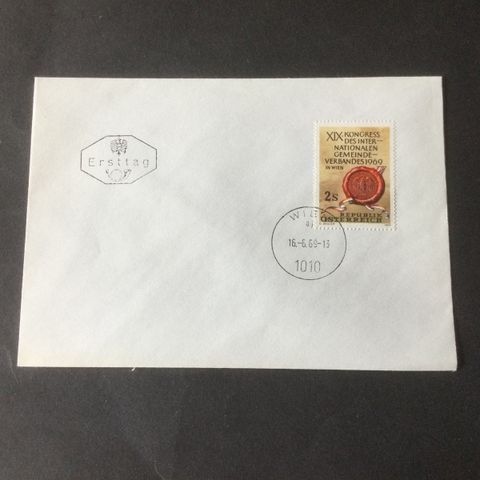 Ersttag
XIX. KONGRESS
DES INTER-
NATIONALEN
GEMEINDE-
VERBANDES 1969
IN WIEN
2S
REPUBLIK
ÖSTERREICH
WIEN
16.-6.69-13
1010